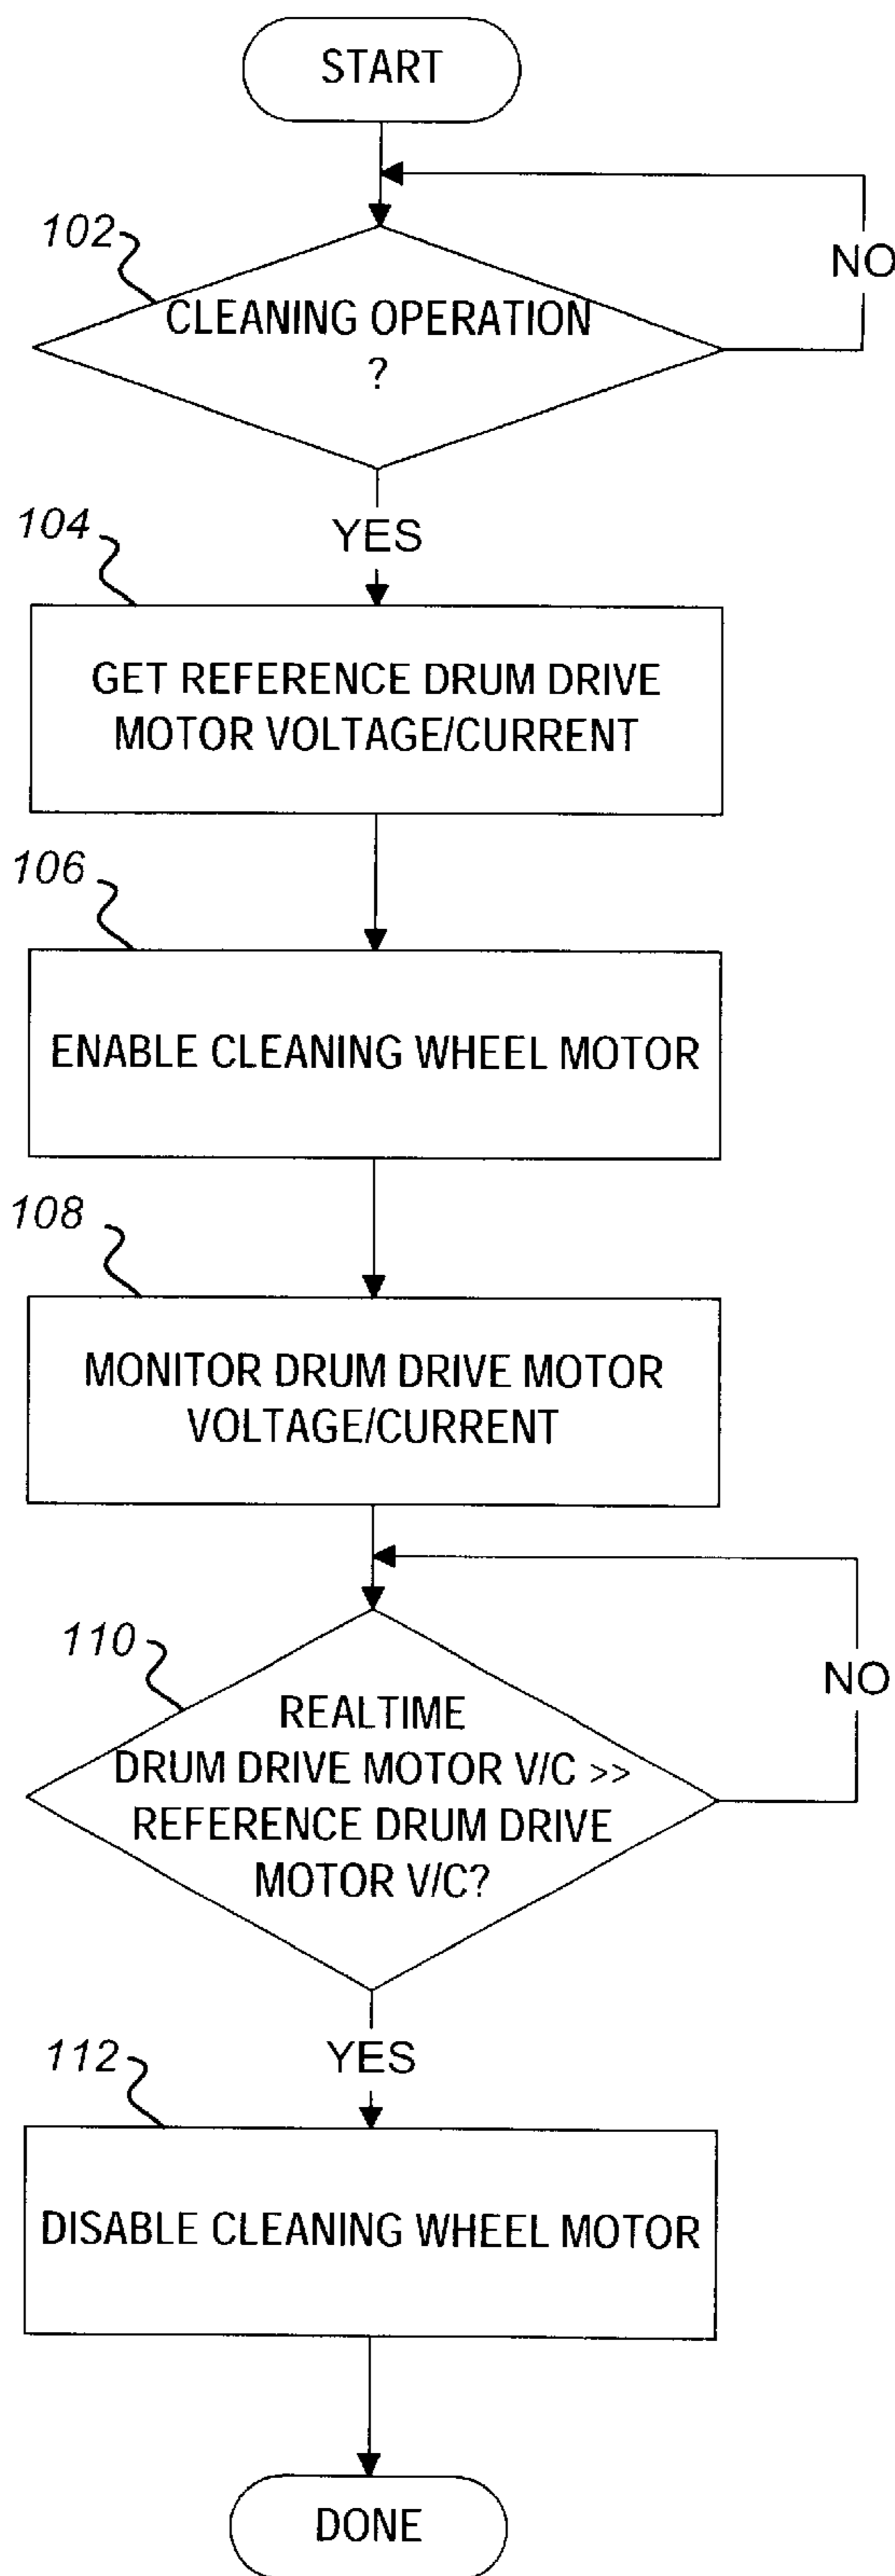 START
NO
102
CLEANING OPERATION
?
YES
104
GET REFERENCE DRUM DRIVE
MOTOR VOLTAGE/CURRENT
106
ENABLE CLEANING WHEEL MOTOR
108
MONITOR DRUM DRIVE MOTOR
VOLTAGE/CURRENT
110
NO
REALTIME
DRUM DRIVE MOTOR V/C >>
REFERENCE DRUM DRIVE
MOTOR V/C?
YES
112
DISABLE CLEANING WHEEL MOTOR
DONE